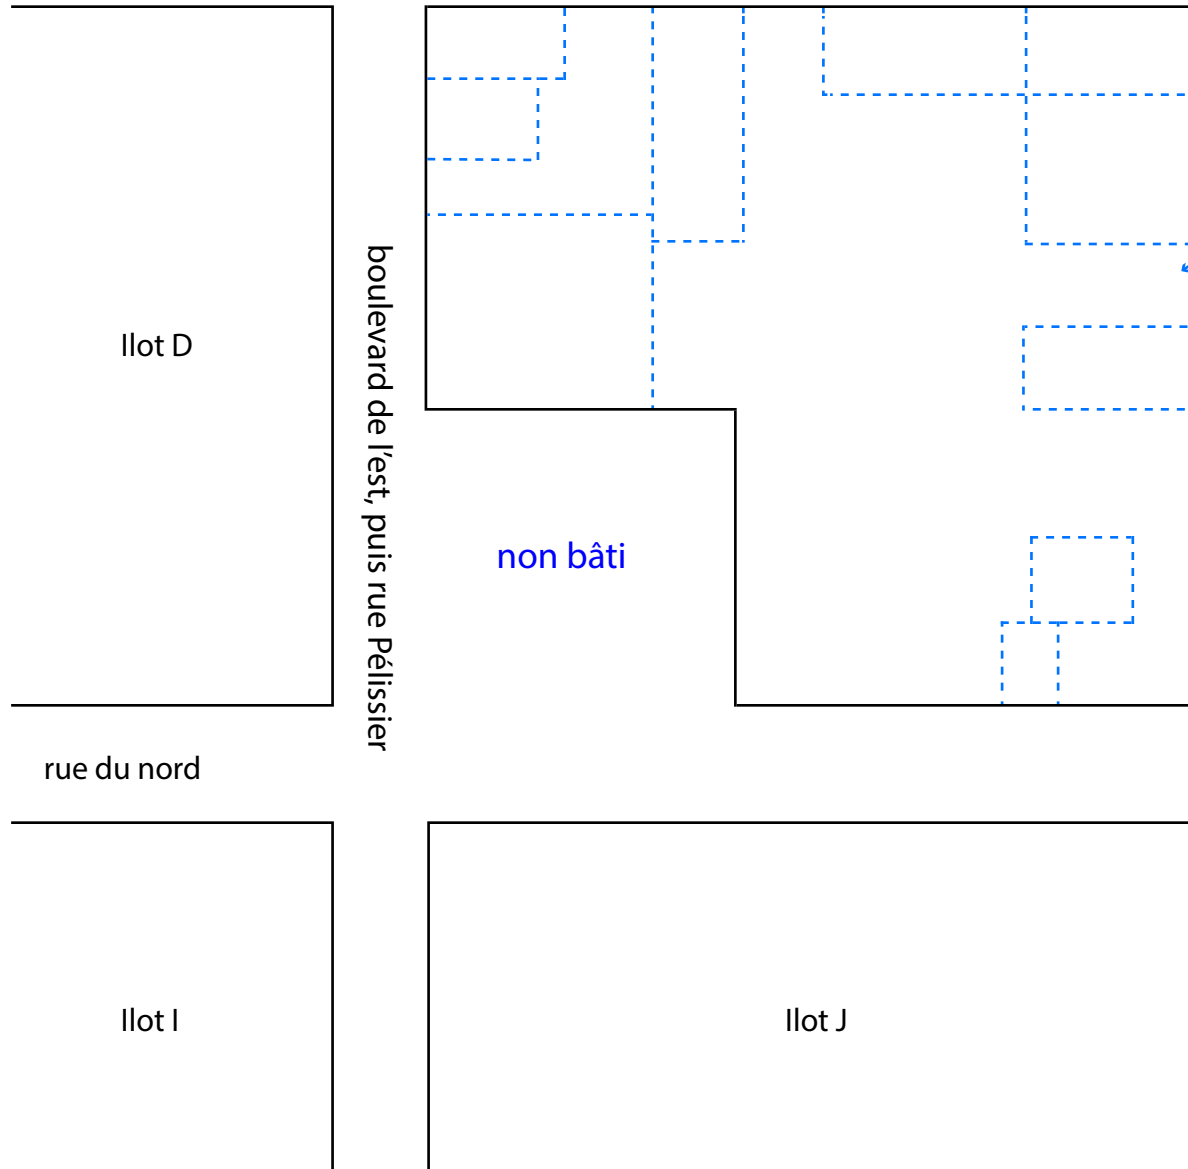 Ilot D
boulevard de l'est, puis rue Pélissier
non bâti
rue du nord
Ilot I
Ilot J